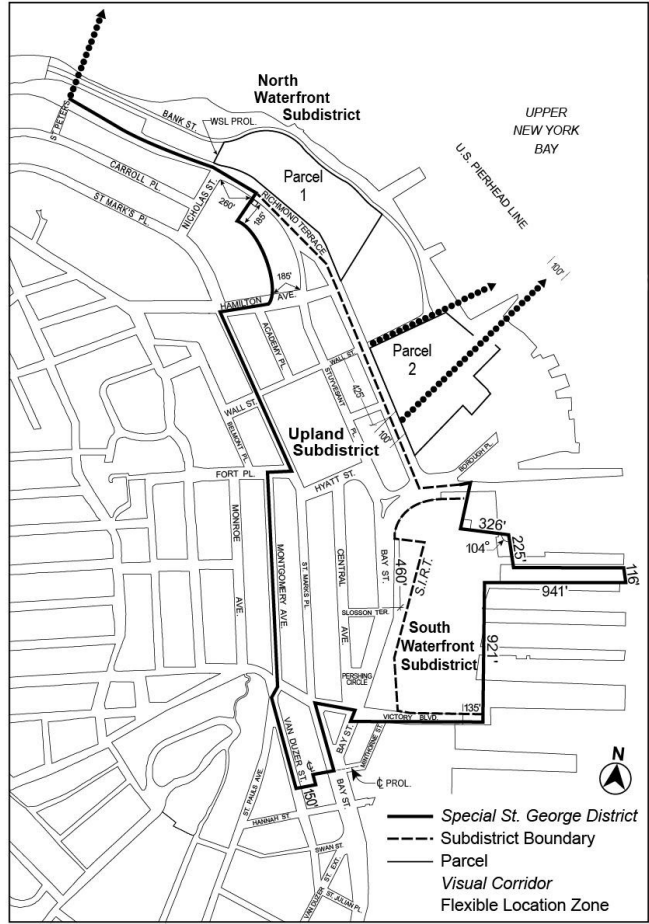 North
Waterfront
Subdistrict
UPPER
NEW YORK
BAY
U.S. PIERHEAD LINE
ST PETER'S
BANK ST.
WSL PROL.
CARROLL PL.
ST MARK'S PL.
NICHOLAS ST.
Parcel
1
260'
185'
RICHMOND TERRACE
185'
HAMILTON AVE.
100'
ACADEMY PL.
WALL ST.
Parcel
2
STUYVESANT PL.
425'
100'
WALL ST.
BELMONT PL.
Upland
Subdistrict
BOROUGH PL.
FORT PL.
HYATT ST.
326'
104°
225'
116'
941'
MONROE AVE.
MONTGOMERY AVE.
ST. MARKS PL.
CENTRAL AVE.
BAY ST.
460'
S.I.R.T.
SLOSSON TER.
921'
South
Waterfront
Subdistrict
PERSHING
CIRCLE
135'
VICTORY BLVD.
VAN DUZER ST.
BAY ST.
MINTHORNE ST.
N
℄ PROL.
150'
BAY ST.
ST. PAULS AVE.
HANNAH ST.
SWAN ST.
VAN DUZER ST. EXT.
ST. JULIAN PL.
Special St. George District
Subdistrict Boundary
Parcel
Visual Corridor
Flexible Location Zone